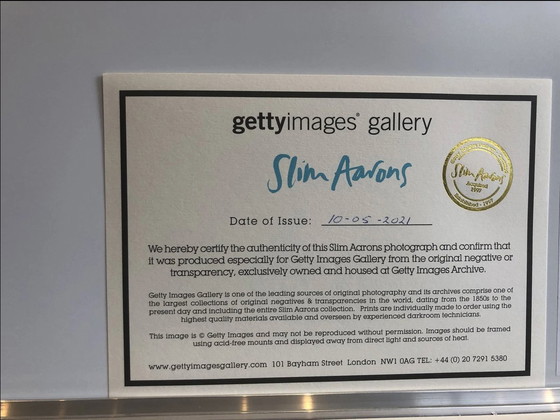 gettyimages® gallery
Slim Aarons
Slim Aarons
Acquired
1997
Date of Issue: 10-05-2021
We hereby certify the authenticity of this Slim Aarons photograph and confirm that
it was produced especially for Getty Images Gallery from the original negative or
transparency, exclusively owned and housed at Getty Images Archive.
Getty Images Gallery is one of the leading sources of original photography and its archives comprise one of
the largest collections of original negatives & transparencies in the world, dating from the 1850s to the
present day and including the entire Slim Aarons collection. Prints are individually made to order using the
highest quality materials available and overseen by experienced darkroom technicians.
This image is © Getty Images and may not be reproduced without permission. Images should be framed
using acid-free mounts and displayed away from direct light and sources of heat.
www.gettyimagesgallery.com 101 Bayham Street London NW1 0AG TEL: +44 (0) 20 7291 5380